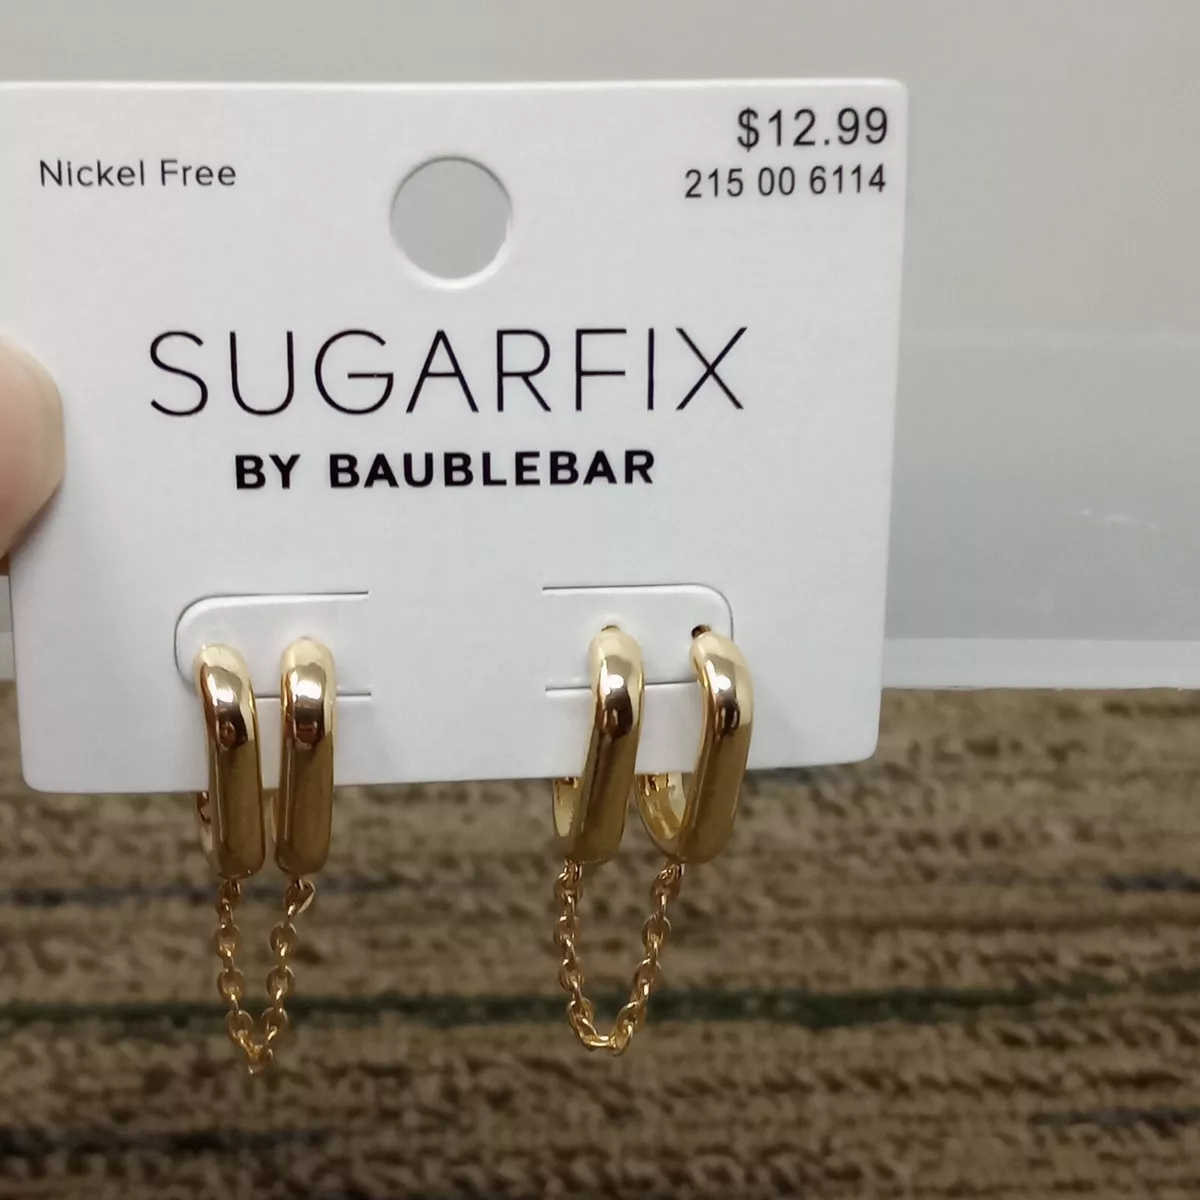 $12.99
Nickel Free
215 00 6114
SUGARFIX
BY BAUBLEBAR